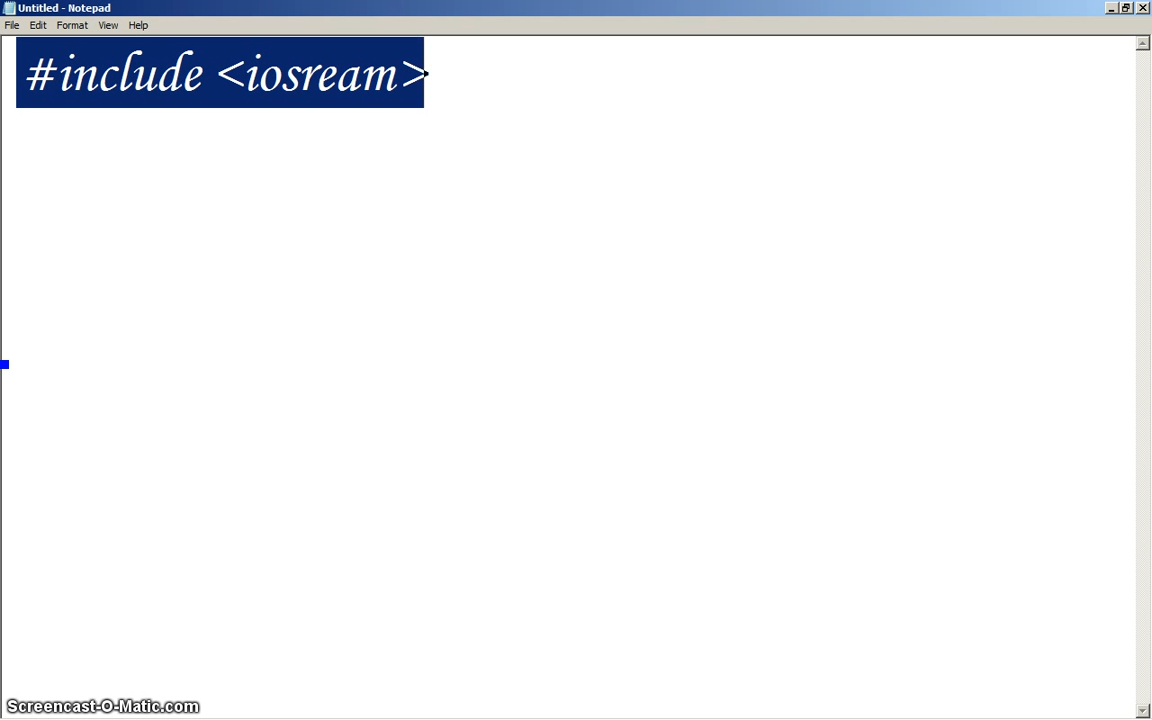 Untitled - Notepad
File Edit Format View Help
#include <iosream>
Screencast-O-Matic.com